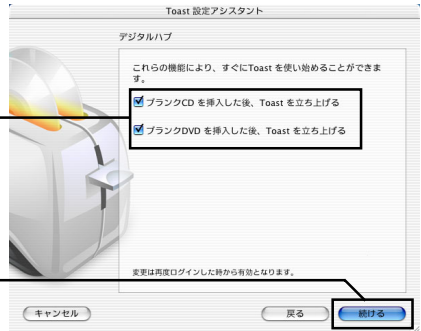 Toast 設定アシスタント
デジタルハブ
これらの機能により、すぐにToast を使い始めることができま
す。
ブランクCD を挿入した後、Toast を立ち上げる
ブランクDVD を挿入した後、Toast を立ち上げる
変更は再度ログインした時から有効となります。
キャンセル
戻る
続ける